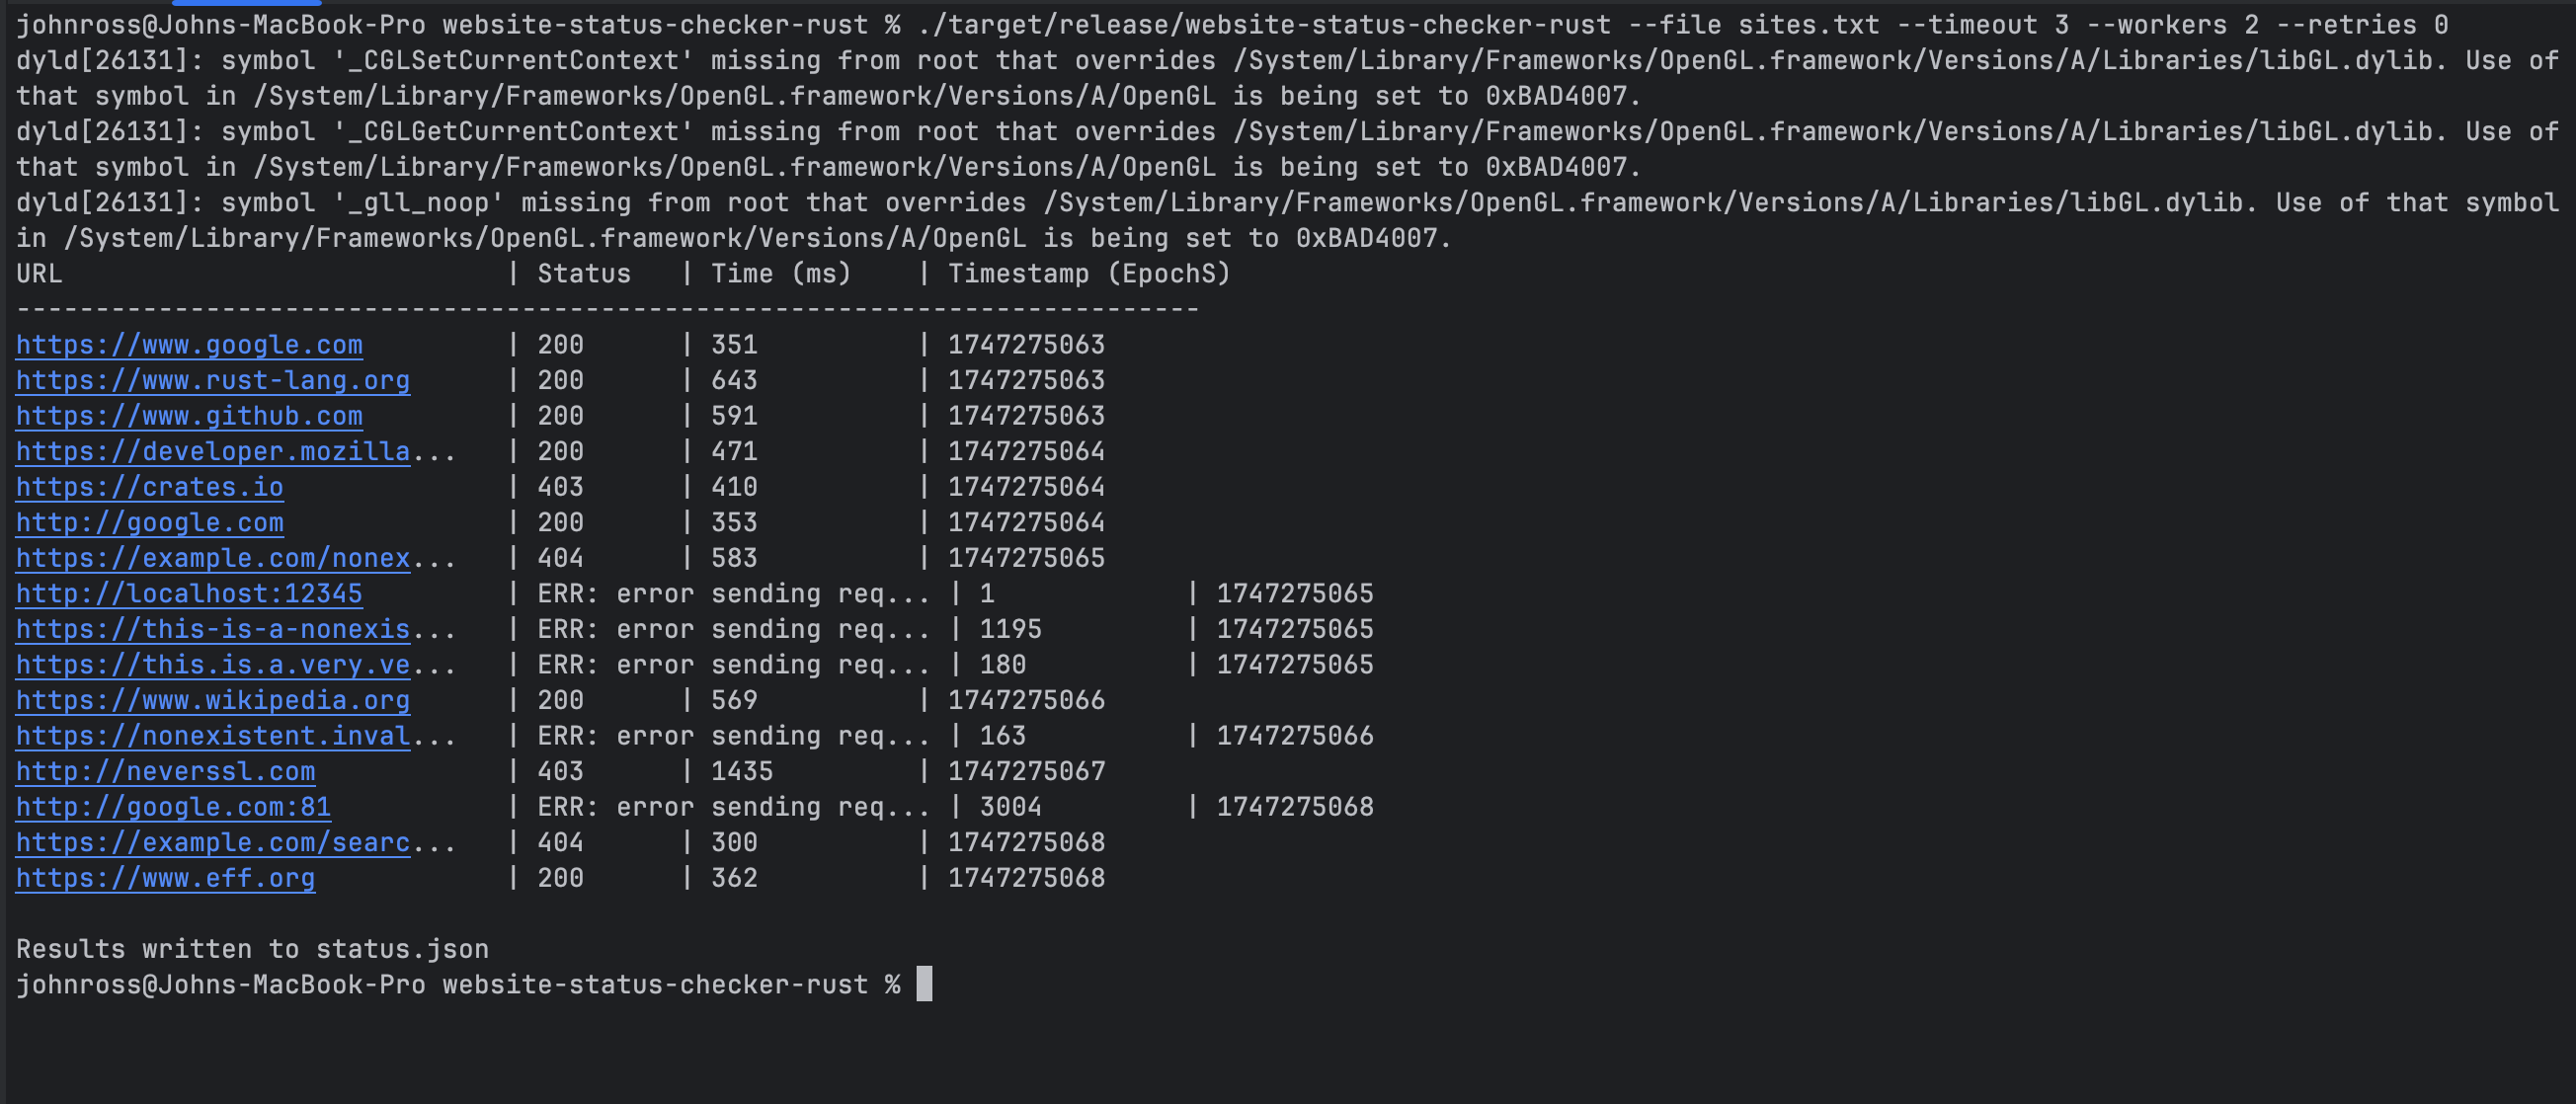 johnross@Johns-MacBook-Pro website-status-checker-rust % ./target/release/website-status-checker-rust --file sites.txt --timeout 3 --workers 2 --retries 0
dyld[26131]: symbol '_CGLSetCurrentContext' missing from root that overrides /System/Library/Frameworks/OpenGL.framework/Versions/A/Libraries/libGL.dylib. Use of
that symbol in /System/Library/Frameworks/OpenGL.framework/Versions/A/OpenGL is being set to 0xBAD4007.
dyld[26131]: symbol '_CGLGetCurrentContext' missing from root that overrides /System/Library/Frameworks/OpenGL.framework/Versions/A/Libraries/libGL.dylib. Use of
that symbol in /System/Library/Frameworks/OpenGL.framework/Versions/A/OpenGL is being set to 0xBAD4007.
dyld[26131]: symbol '_gll_noop' missing from root that overrides /System/Library/Frameworks/OpenGL.framework/Versions/A/Libraries/libGL.dylib. Use of that symbol
in /System/Library/Frameworks/OpenGL.framework/Versions/A/OpenGL is being set to 0xBAD4007.
URL                            | Status   | Time (ms)    | Timestamp (EpochS)
---------------------------------------------------------------------------
https://www.google.com         | 200      | 351          | 1747275063
https://www.rust-lang.org      | 200      | 643          | 1747275063
https://www.github.com         | 200      | 591          | 1747275063
https://developer.mozilla...   | 200      | 471          | 1747275064
https://crates.io              | 403      | 410          | 1747275064
http://google.com              | 200      | 353          | 1747275064
https://example.com/nonex...   | 404      | 583          | 1747275065
http://localhost:12345         | ERR: error sending req... | 1            | 1747275065
https://this-is-a-nonexis...   | ERR: error sending req... | 1195         | 1747275065
https://this.is.a.very.ve...   | ERR: error sending req... | 180          | 1747275065
https://www.wikipedia.org      | 200      | 569          | 1747275066
https://nonexistent.inval...   | ERR: error sending req... | 163          | 1747275066
http://neverssl.com            | 403      | 1435         | 1747275067
http://google.com:81           | ERR: error sending req... | 3004         | 1747275068
https://example.com/searc...   | 404      | 300          | 1747275068
https://www.eff.org            | 200      | 362          | 1747275068
Results written to status.json
johnross@Johns-MacBook-Pro website-status-checker-rust %